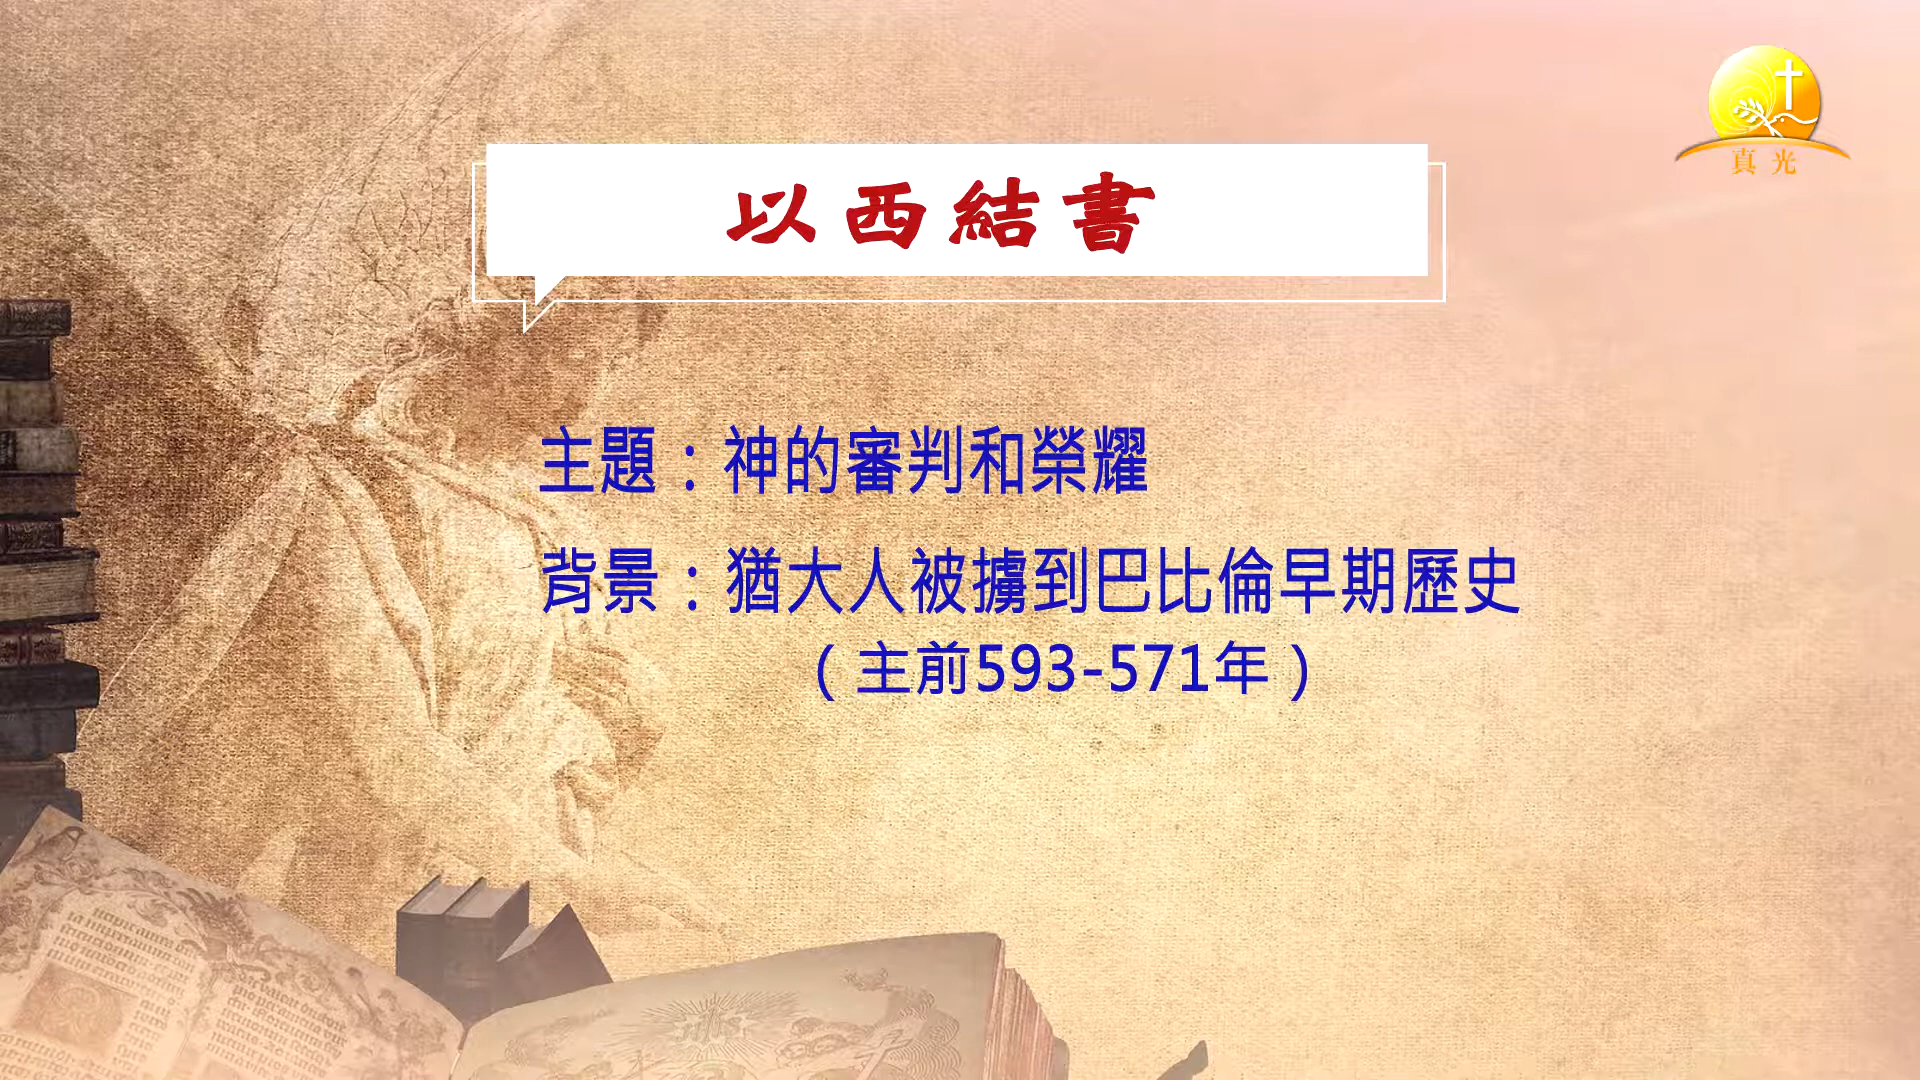 真光
以西結書
主題：神的審判和榮耀
背景：猶大人被擄到巴比倫早期歷史
（主前593-571年）